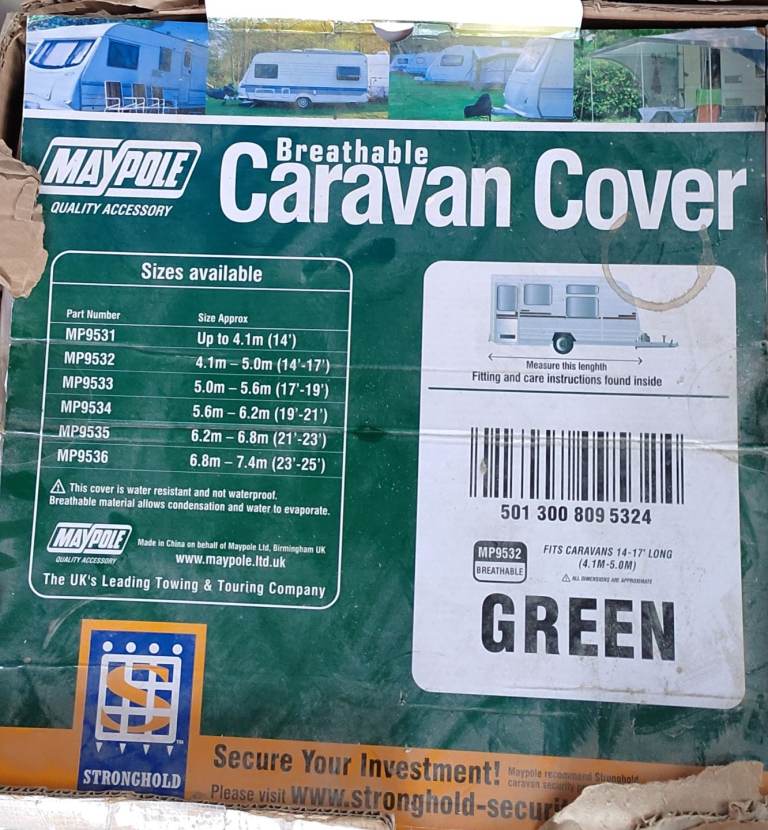 MAYPOLE
QUALITY ACCESSORY
Breathable
Caravan Cover
Sizes available
Part Number Size Approx
MP9531 Up to 4.1m (14')
MP9532 4.1m – 5.0m (14'-17')
MP9533 5.0m – 5.6m (17'-19')
MP9534 5.6m – 6.2m (19'-21')
MP9535 6.2m – 6.8m (21'-23')
MP9536 6.8m – 7.4m (23'-25')
This cover is water resistant and not waterproof.
Breathable material allows condensation and water to evaporate.
MAYPOLE
QUALITY ACCESSORY
Made in China on behalf of Maypole Ltd, Birmingham UK
www.maypole.ltd.uk
The UK's Leading Towing & Touring Company
Measure this lenghth
Fitting and care instructions found inside
501 300 809 5324
MP9532
BREATHABLE
FITS CARAVANS 14-17' LONG
(4.1M-5.0M)
ALL DIMENSIONS ARE APPROXIMATE
GREEN
S
TM
STRONGHOLD
Secure Your Investment!
Maypole recommend Stronghold
caravan security
Please visit www.stronghold-securi